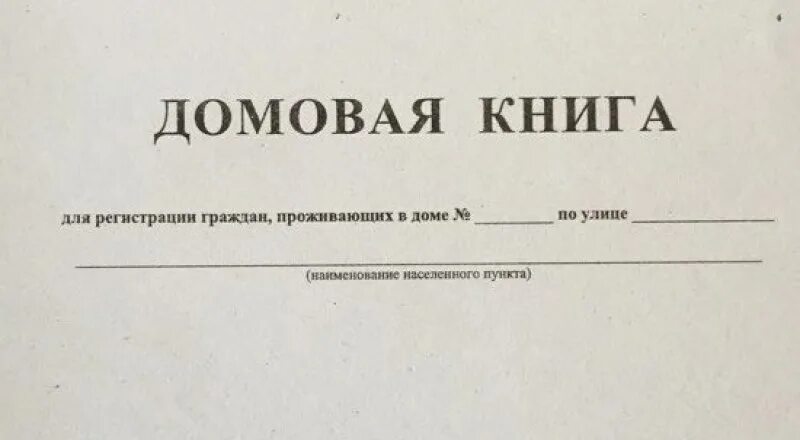 ДОМОВАЯ КНИГА
для регистрации граждан, проживающих в доме № ________ по улице ______________
(наименование населенного пункта)